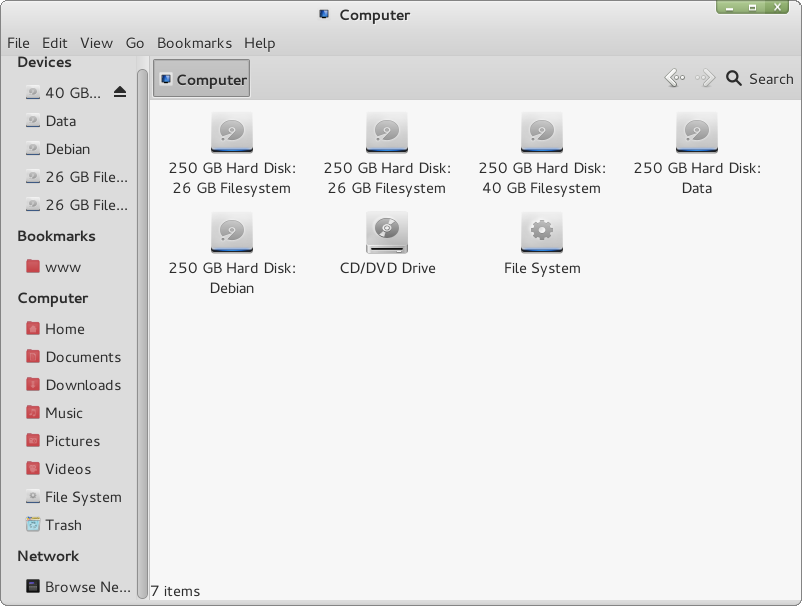 Computer
File Edit View Go Bookmarks Help
Devices
40 GB...
Data
Debian
26 GB File...
26 GB File...
Bookmarks
www
Computer
Home
Documents
Downloads
Music
Pictures
Videos
File System
Trash
Network
Browse Ne...
Computer
Search
250 GB Hard Disk:
26 GB Filesystem
250 GB Hard Disk:
26 GB Filesystem
250 GB Hard Disk:
40 GB Filesystem
250 GB Hard Disk:
Data
250 GB Hard Disk:
Debian
CD/DVD Drive
File System
7 items